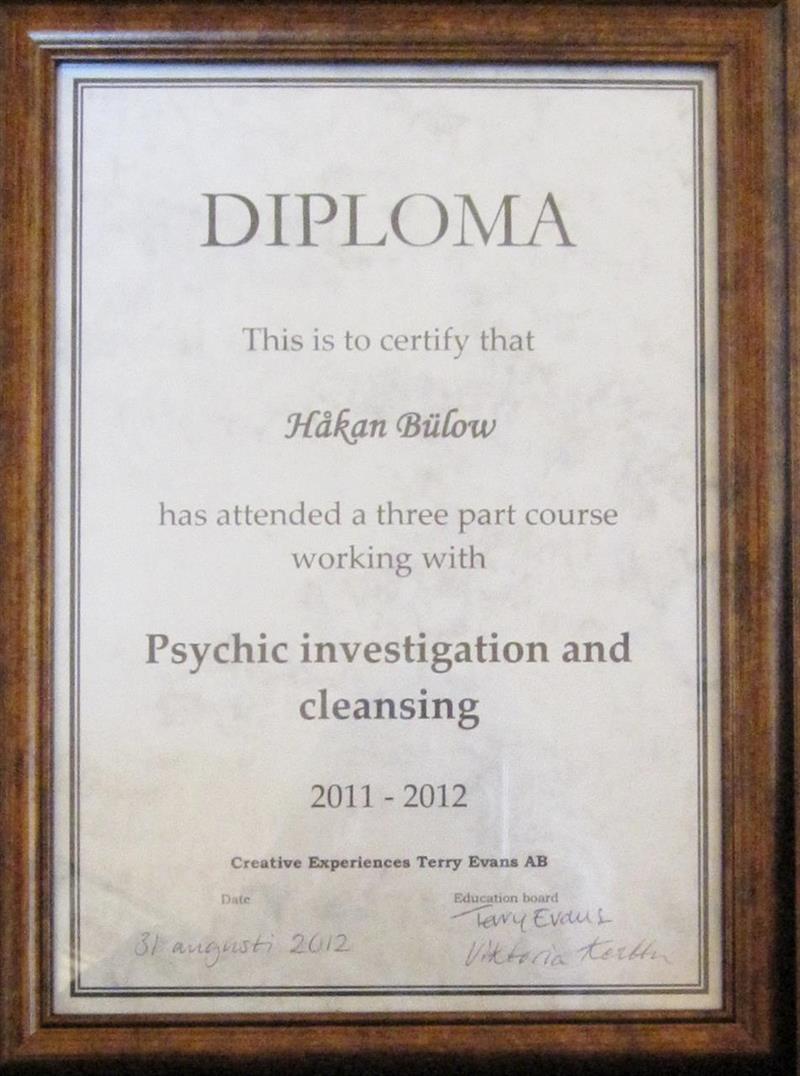 DIPLOMA
This is to certify that
Håkan Bülow
has attended a three part course
working with
Psychic investigation and
cleansing
2011 - 2012
Creative Experiences Terry Evans AB
Date
Education board
Terry Evans
31 augusti 2012
Viktoria